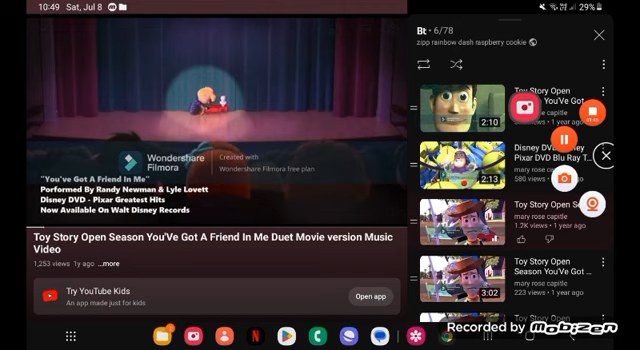 10:49 Sat, Jul 8
29%
Wondershare
Filmora
Created with
Wondershare Filmora free plan
"You've Got A Friend In Me"
Performed By Randy Newman & Lyle Lovett
Disney DVD - Pixar Greatest Hits
Now Available On Walt Disney Records
Toy Story Open Season You'Ve Got A Friend In Me Duet Movie version Music
Video
1,253 views 1y ago ...more
Try YouTube Kids
An app made just for kids
Open app
Bt • 6/78
zipp rainbow dash raspberry cookie
Toy Story Open
You'Ve Got
mary rose capitle
views • 1 year ago
2:10
Disney DVD
Pixar DVD Blu Ray T...
mary rose capitle
580 views
2:13
Toy Story Open Se
mary rose capitle
1.2K views • 1 year ago
Toy Story Open
Season You'Ve Got ...
mary rose capitle
223 views • 1 year ago
3:02
Toy Story Open
Recorded by mobizen